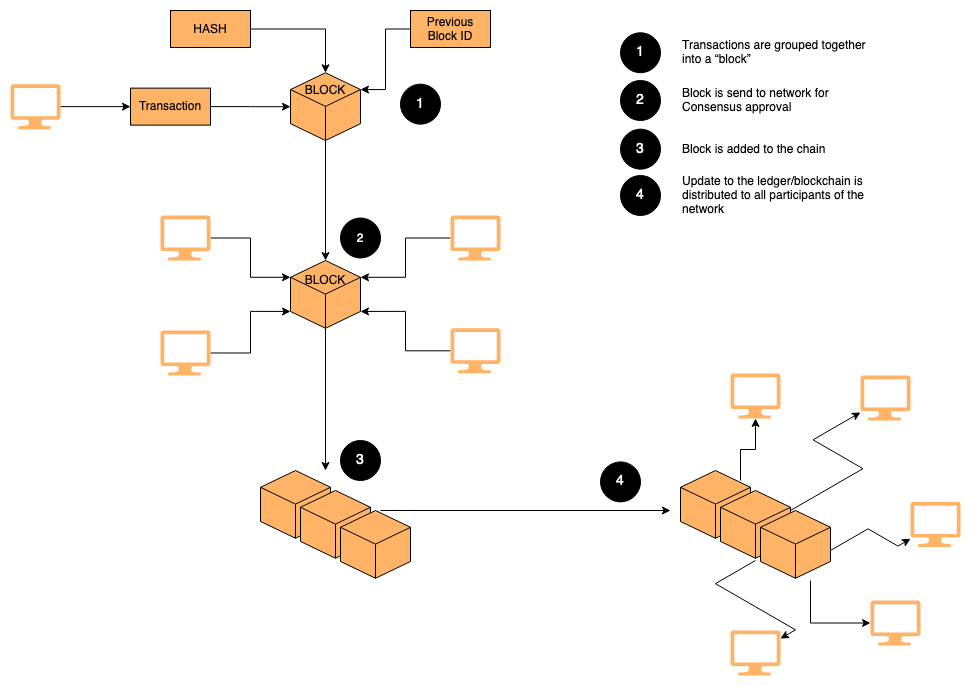 HASH
Previous
Block ID
BLOCK
Transaction
1
2
BLOCK
3
4
1
Transactions are grouped together
into a “block”
2
Block is send to network for
Consensus approval
3
Block is added to the chain
4
Update to the ledger/blockchain is
distributed to all participants of the
network